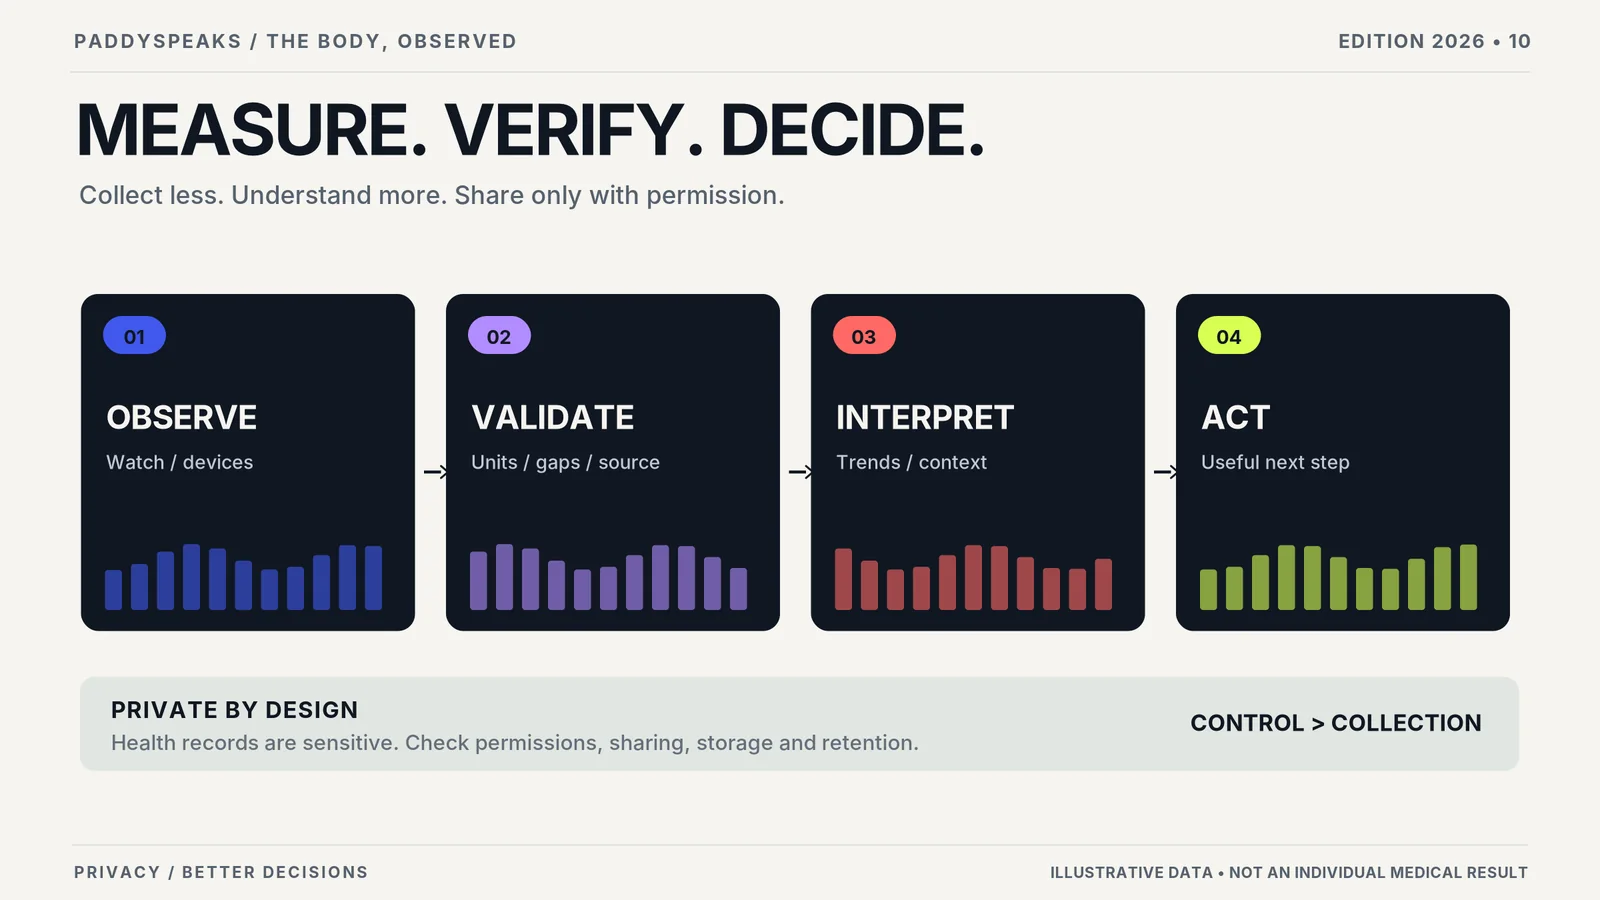 PADDYSPEAKS / THE BODY, OBSERVED
EDITION 2026 • 10
MEASURE. VERIFY. DECIDE.
Collect less. Understand more. Share only with permission.
01
OBSERVE
Watch / devices
02
VALIDATE
Units / gaps / source
03
INTERPRET
Trends / context
04
ACT
Useful next step
PRIVATE BY DESIGN
Health records are sensitive. Check permissions, sharing, storage and retention.
CONTROL > COLLECTION
PRIVACY / BETTER DECISIONS
ILLUSTRATIVE DATA • NOT AN INDIVIDUAL MEDICAL RESULT